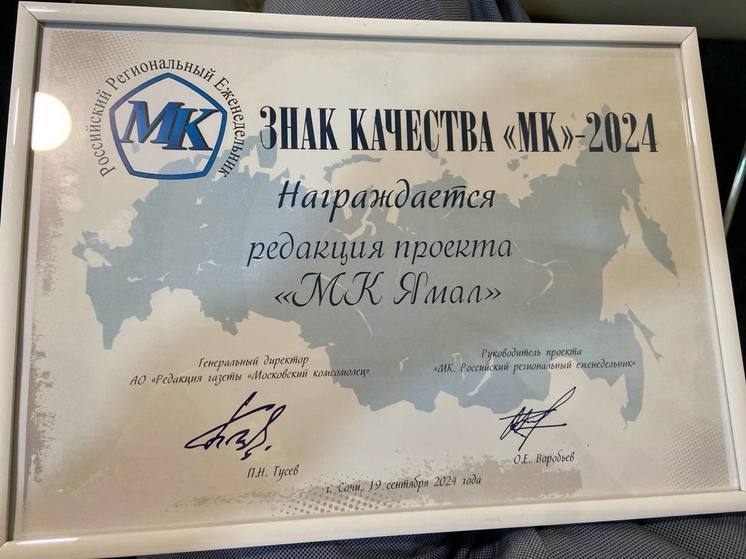 Российский Региональный Еженедельник
МК
ЗНАК КАЧЕСТВА «МК»-2024
Награждается
редакция проекта
«МК Ямал»
Генеральный директор
АО «Редакция газеты «Московский комсомолец»
П.Н. Гусев
Руководитель проекта
«МК. Российский региональный еженедельник»
О.Е. Воробьев
г. Сочи, 19 сентября 2024 года